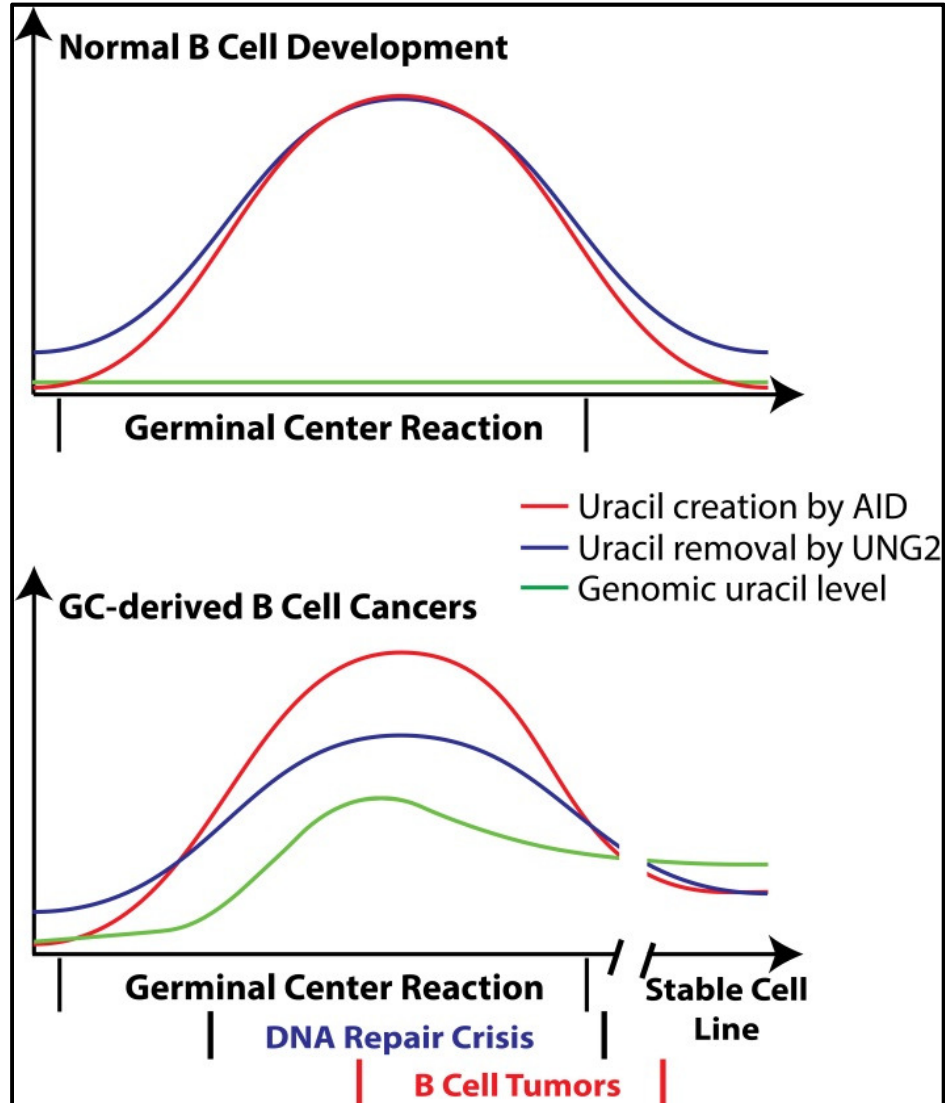 Normal B Cell Development
Germinal Center Reaction
Uracil creation by AID
Uracil removal by UNG2
Genomic uracil level
GC-derived B Cell Cancers
Germinal Center Reaction
Stable Cell
Line
DNA Repair Crisis
B Cell Tumors